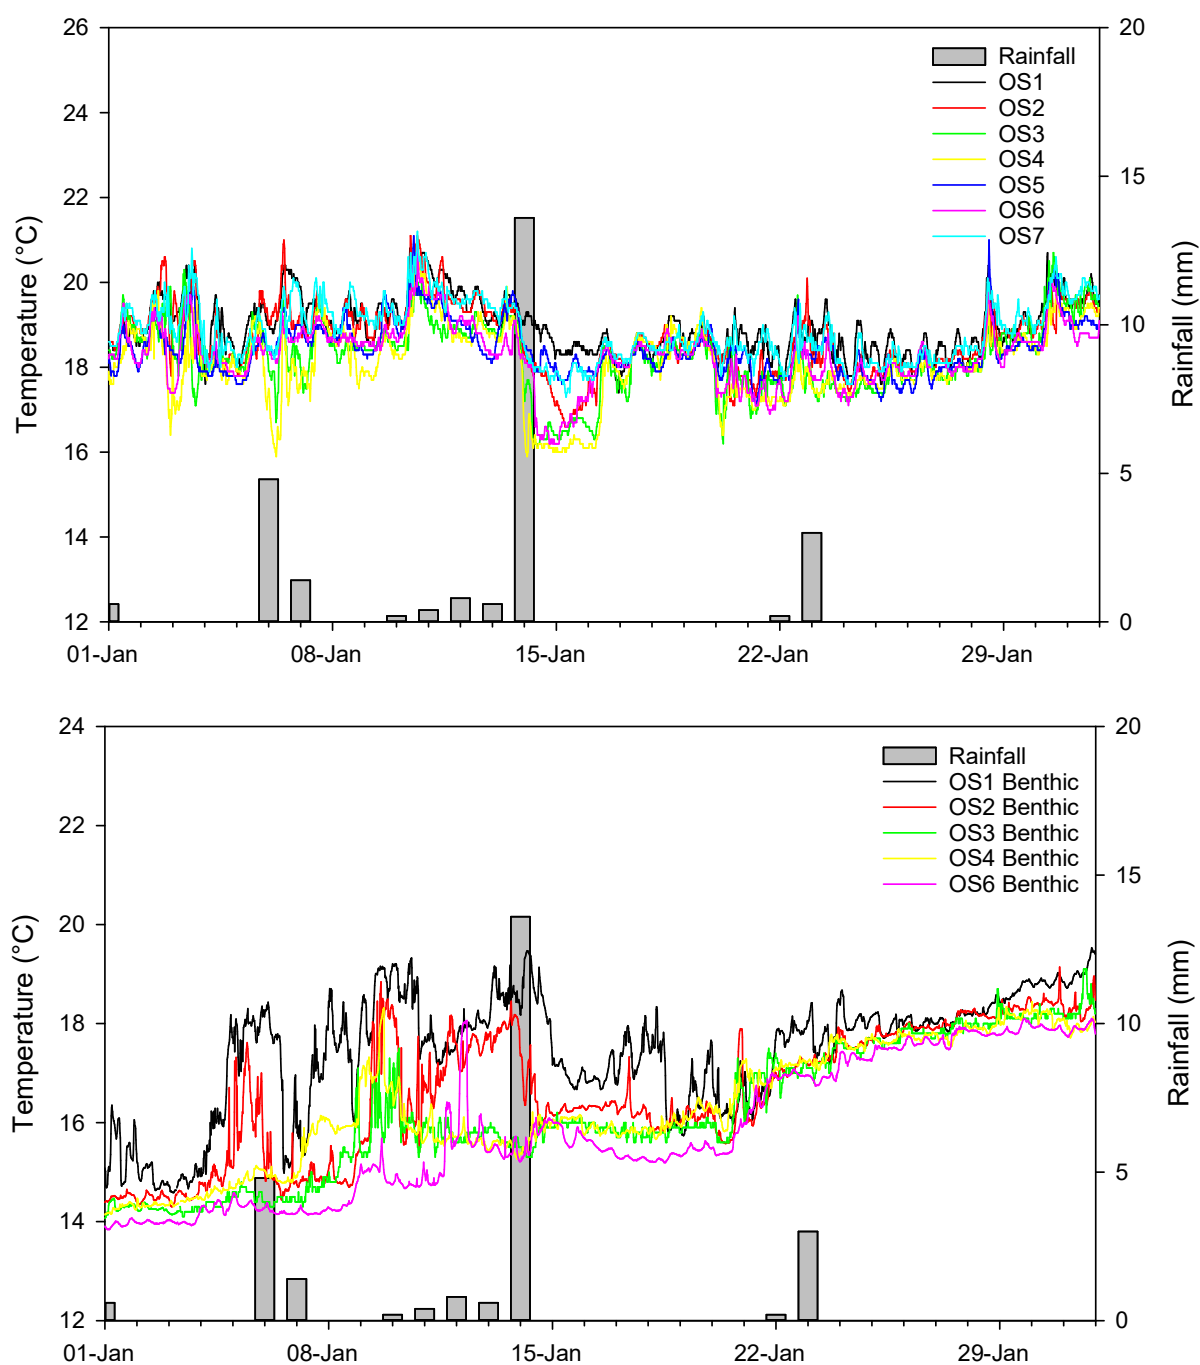 26
24
22
20
18
16
14
12
Temperature (°C)
20
15
10
5
0
Rainfall (mm)
Rainfall
OS1
OS2
OS3
OS4
OS5
OS6
OS7
01-Jan
08-Jan
15-Jan
22-Jan
29-Jan
24
22
20
18
16
14
12
Temperature (°C)
20
15
10
5
0
Rainfall (mm)
Rainfall
OS1 Benthic
OS2 Benthic
OS3 Benthic
OS4 Benthic
OS6 Benthic
01-Jan
08-Jan
15-Jan
22-Jan
29-Jan